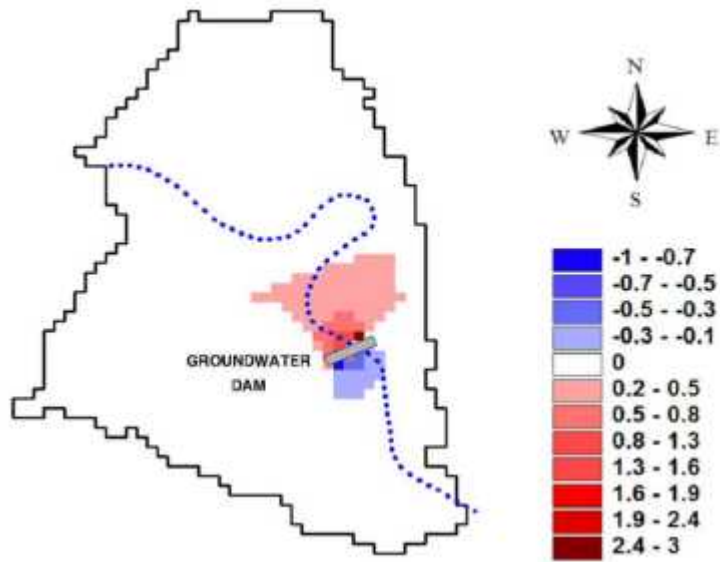 N
W E
S
-1 - -0.7
-0.7 - -0.5
-0.5 - -0.3
-0.3 - -0.1
0
0.2 - 0.5
0.5 - 0.8
0.8 - 1.3
1.3 - 1.6
1.6 - 1.9
1.9 - 2.4
2.4 - 3
GROUNDWATER
DAM